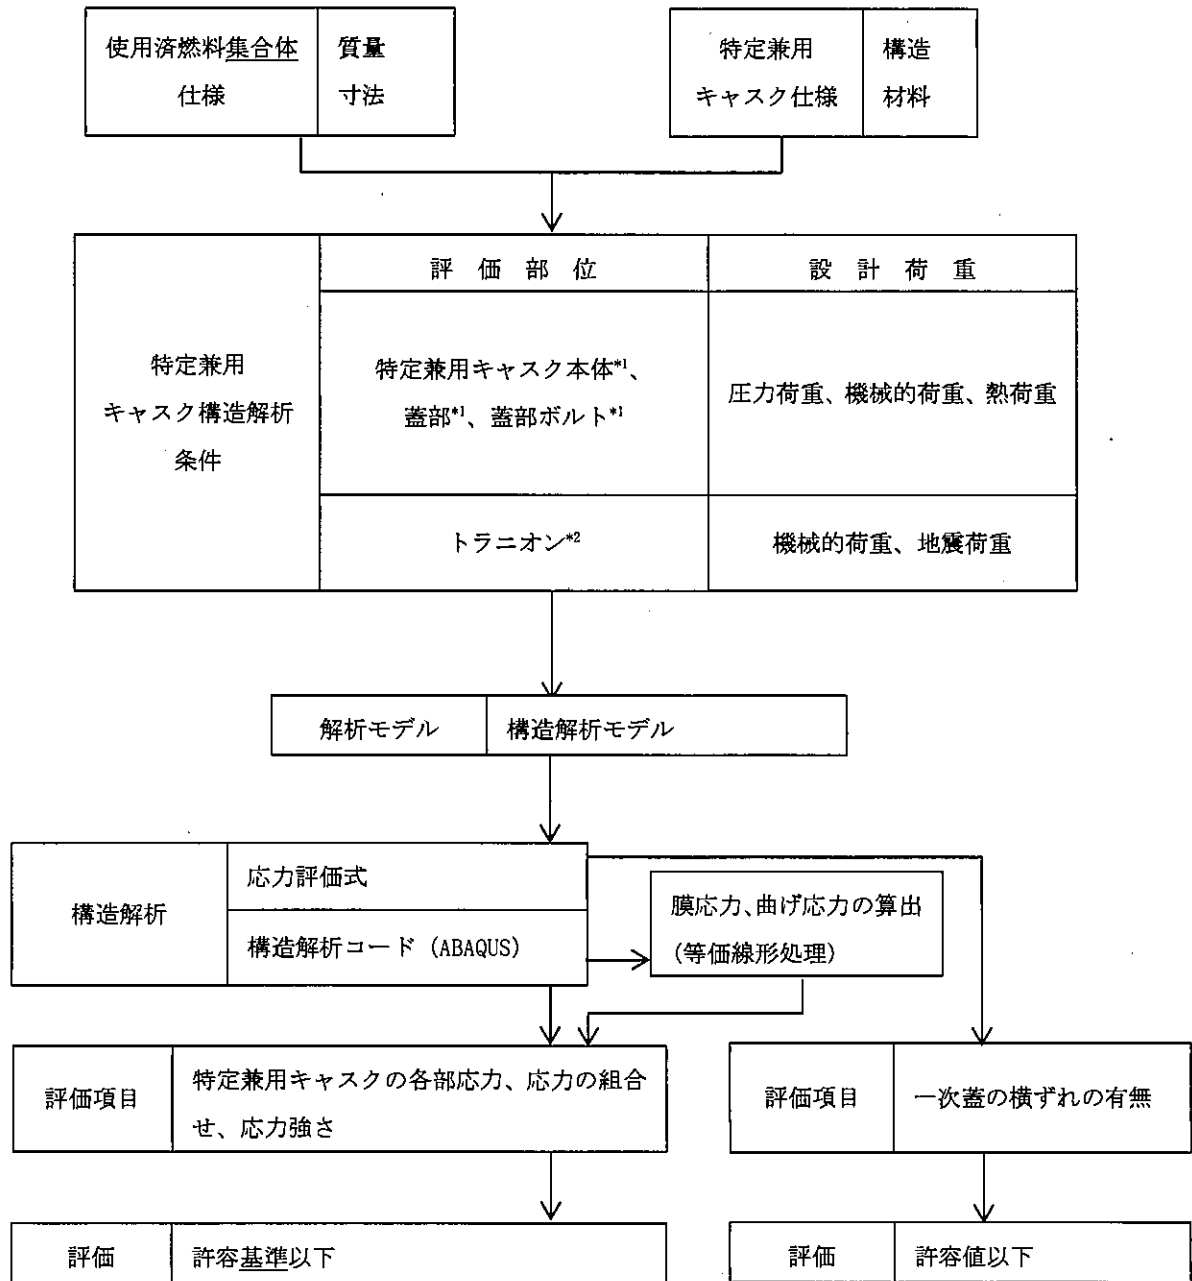 使用済燃料集合体
仕様
質量
寸法
特定兼用
キャスク仕様
構造
材料
特定兼用
キャスク構造解析
条件
評価部位
設計荷重
特定兼用キャスク本体*1、
蓋部*1、蓋部ボルト*1
圧力荷重、機械的荷重、熱荷重
トラニオン*2
機械的荷重、地震荷重
解析モデル
構造解析モデル
構造解析
応力評価式
構造解析コード（ABAQUS）
膜応力、曲げ応力の算出
（等価線形処理）
評価項目
特定兼用キャスクの各部応力、応力の組合
せ、応力強さ
評価項目
一次蓋の横ずれの有無
評価
許容基準以下
評価
許容値以下